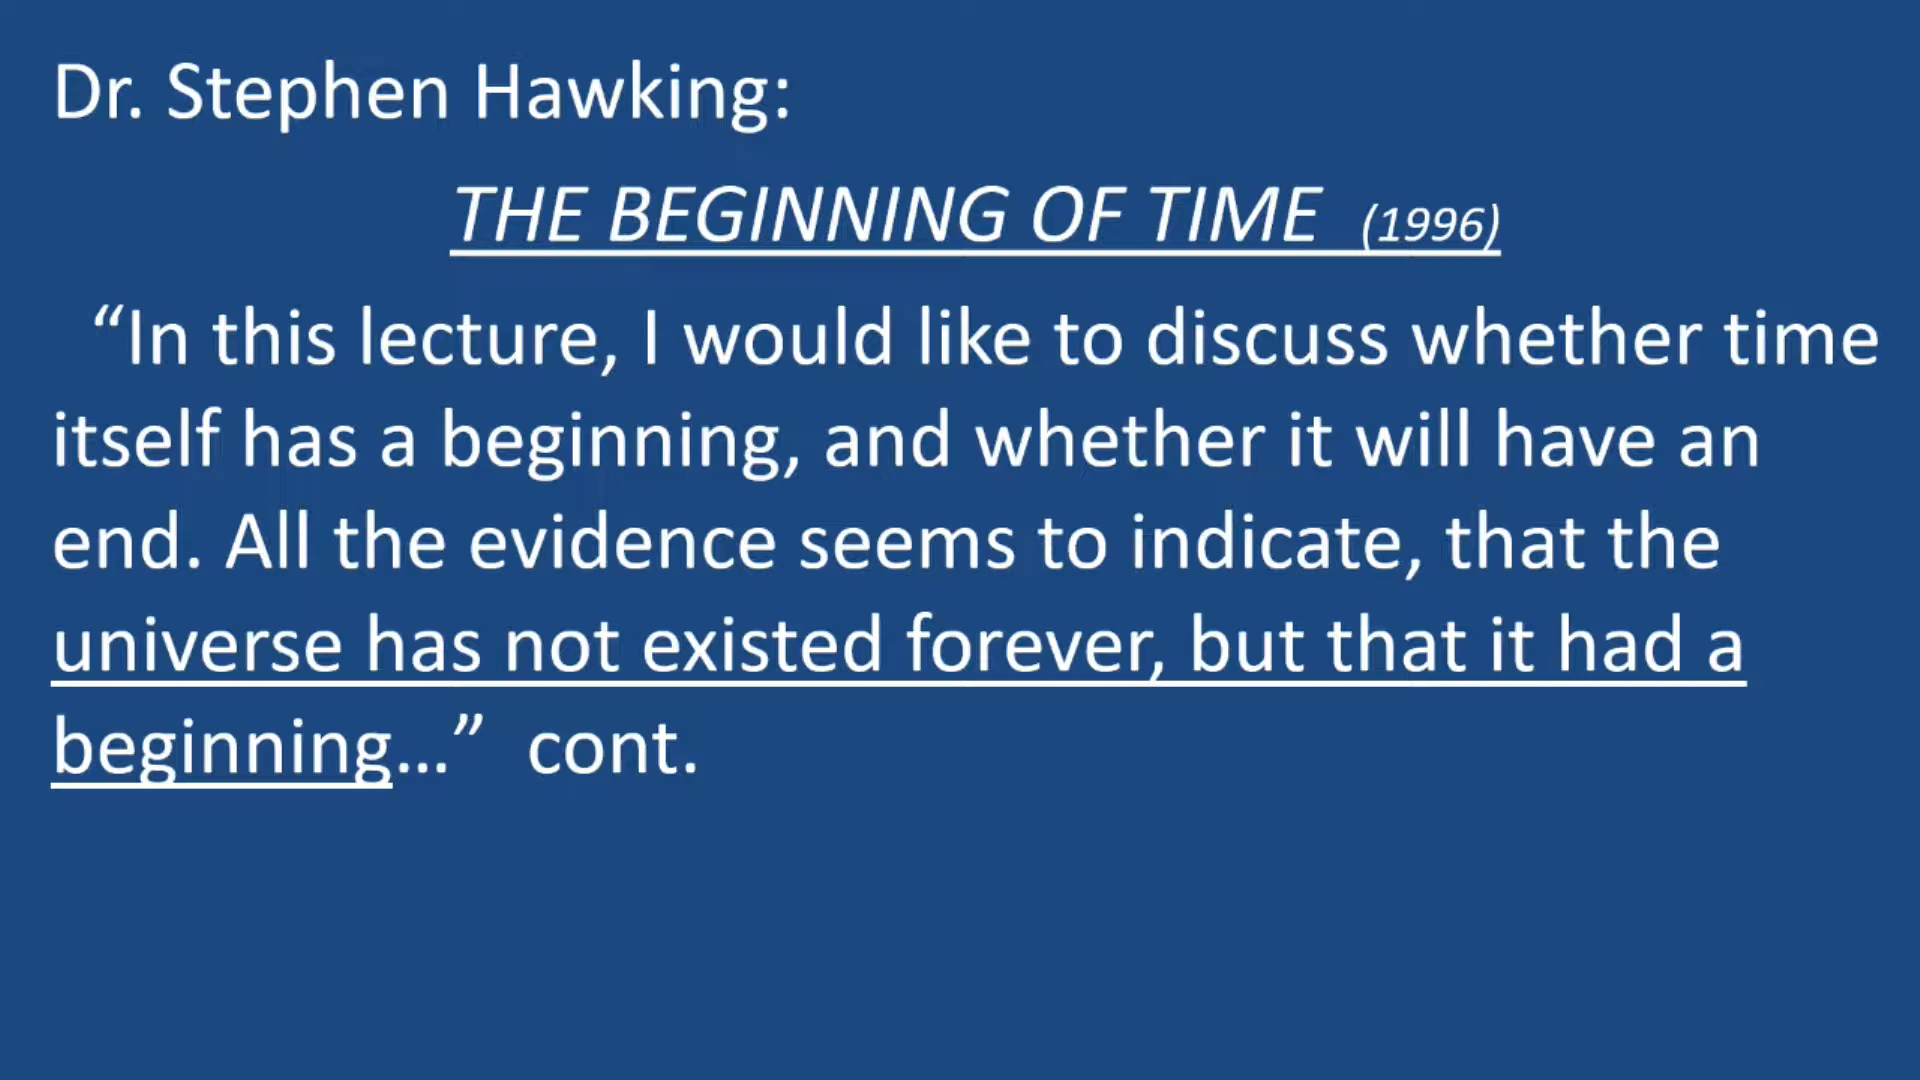 Dr. Stephen Hawking:
THE BEGINNING OF TIME (1996)
“In this lecture, I would like to discuss whether time
itself has a beginning, and whether it will have an
end. All the evidence seems to indicate, that the
universe has not existed forever, but that it had a
beginning…” cont.